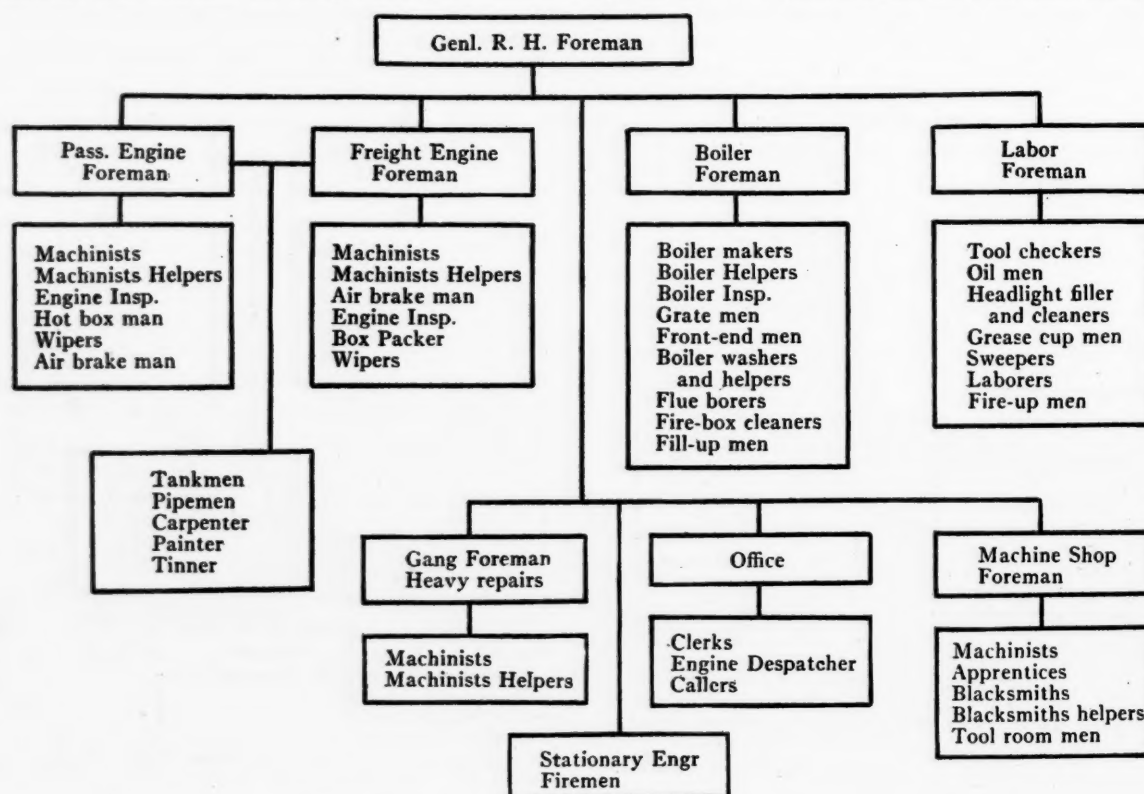 Genl. R. H. Foreman
Pass. Engine
Foreman
Freight Engine
Foreman
Boiler
Foreman
Labor
Foreman
Machinists
Machinists Helpers
Engine Insp.
Hot box man
Wipers
Air brake man
Machinists
Machinists Helpers
Air brake man
Engine Insp.
Box Packer
Wipers
Boiler makers
Boiler Helpers
Boiler Insp.
Grate men
Front-end men
Boiler washers
and helpers
Flue borers
Fire-box cleaners
Fill-up men
Tool checkers
Oil men
Headlight filler
and cleaners
Grease cup men
Sweepers
Laborers
Fire-up men
Tankmen
Pipemen
Carpenter
Painter
Tinner
Gang Foreman
Heavy repairs
Office
Machine Shop
Foreman
Machinists
Machinists Helpers
Clerks
Engine Despatcher
Callers
Machinists
Apprentices
Blacksmiths
Blacksmiths helpers
Tool room men
Stationary Engr
Firemen